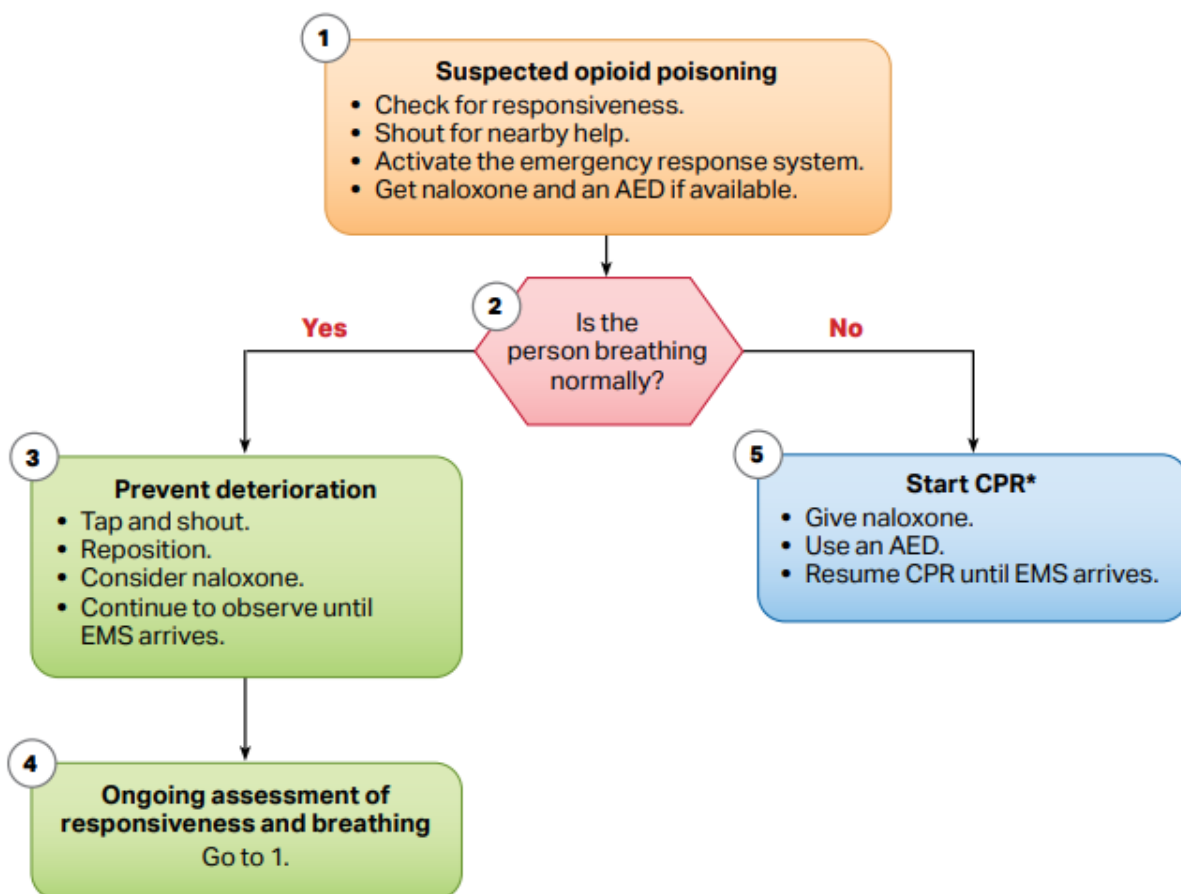 1
Suspected opioid poisoning
• Check for responsiveness.
• Shout for nearby help.
• Activate the emergency response system.
• Get naloxone and an AED if available.
2
Is the
person breathing
normally?
Yes
No
3
Prevent deterioration
• Tap and shout.
• Reposition.
• Consider naloxone.
• Continue to observe until
EMS arrives.
4
Ongoing assessment of
responsiveness and breathing
Go to 1.
5
Start CPR*
• Give naloxone.
• Use an AED.
• Resume CPR until EMS arrives.